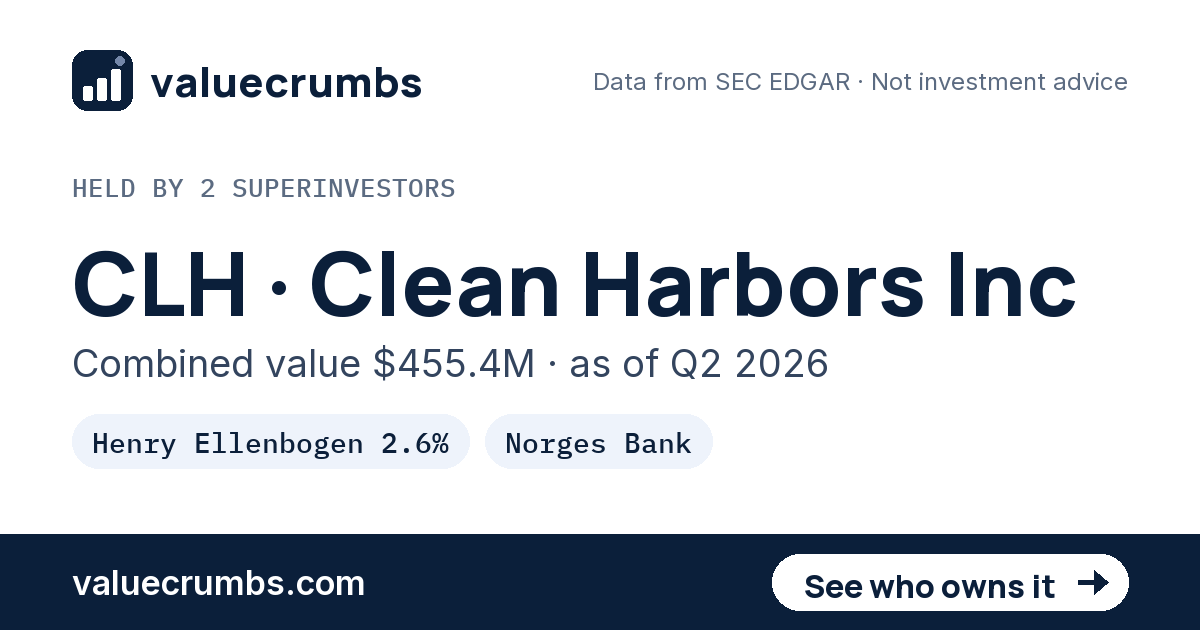 valuecrumbs
Data from SEC EDGAR · Not investment advice
HELD BY 2 SUPERINVESTORS
CLH · Clean Harbors Inc
Combined value $455.4M · as of Q2 2026
Henry Ellenbogen 2.6%
Norges Bank
valuecrumbs.com
See who owns it →